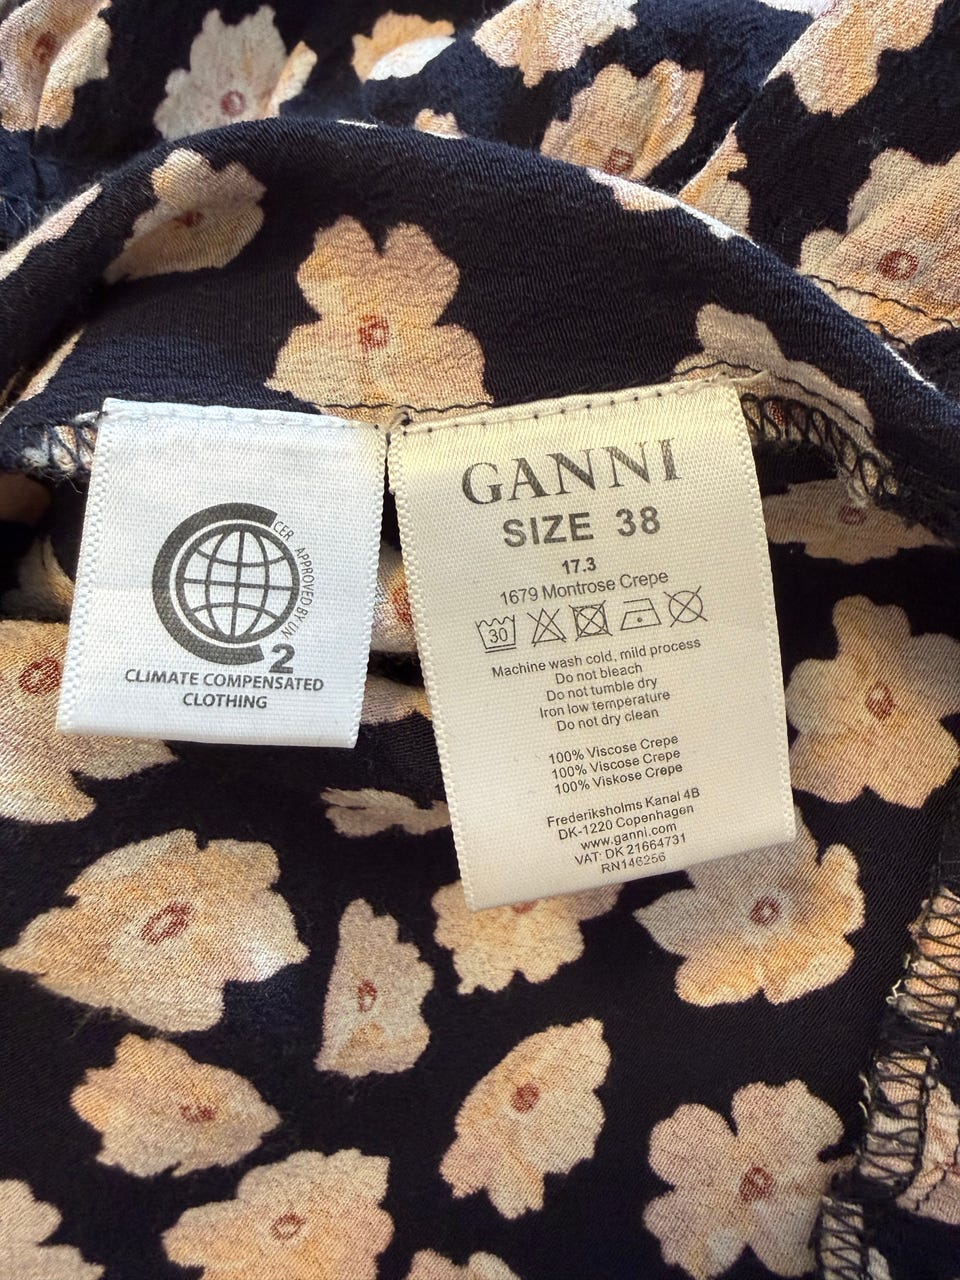 CER APPROVED BY UN
2
CLIMATE COMPENSATED
CLOTHING
GANNI
SIZE 38
17.3
1679 Montrose Crepe
30
Machine wash cold, mild process
Do not bleach
Do not tumble dry
Iron low temperature
Do not dry clean
100% Viscose Crepe
100% Viscose Crepe
100% Viskose Crepe
Frederiksholms Kanal 4B
DK-1220 Copenhagen
www.ganni.com
VAT: DK 21664731
RN146256